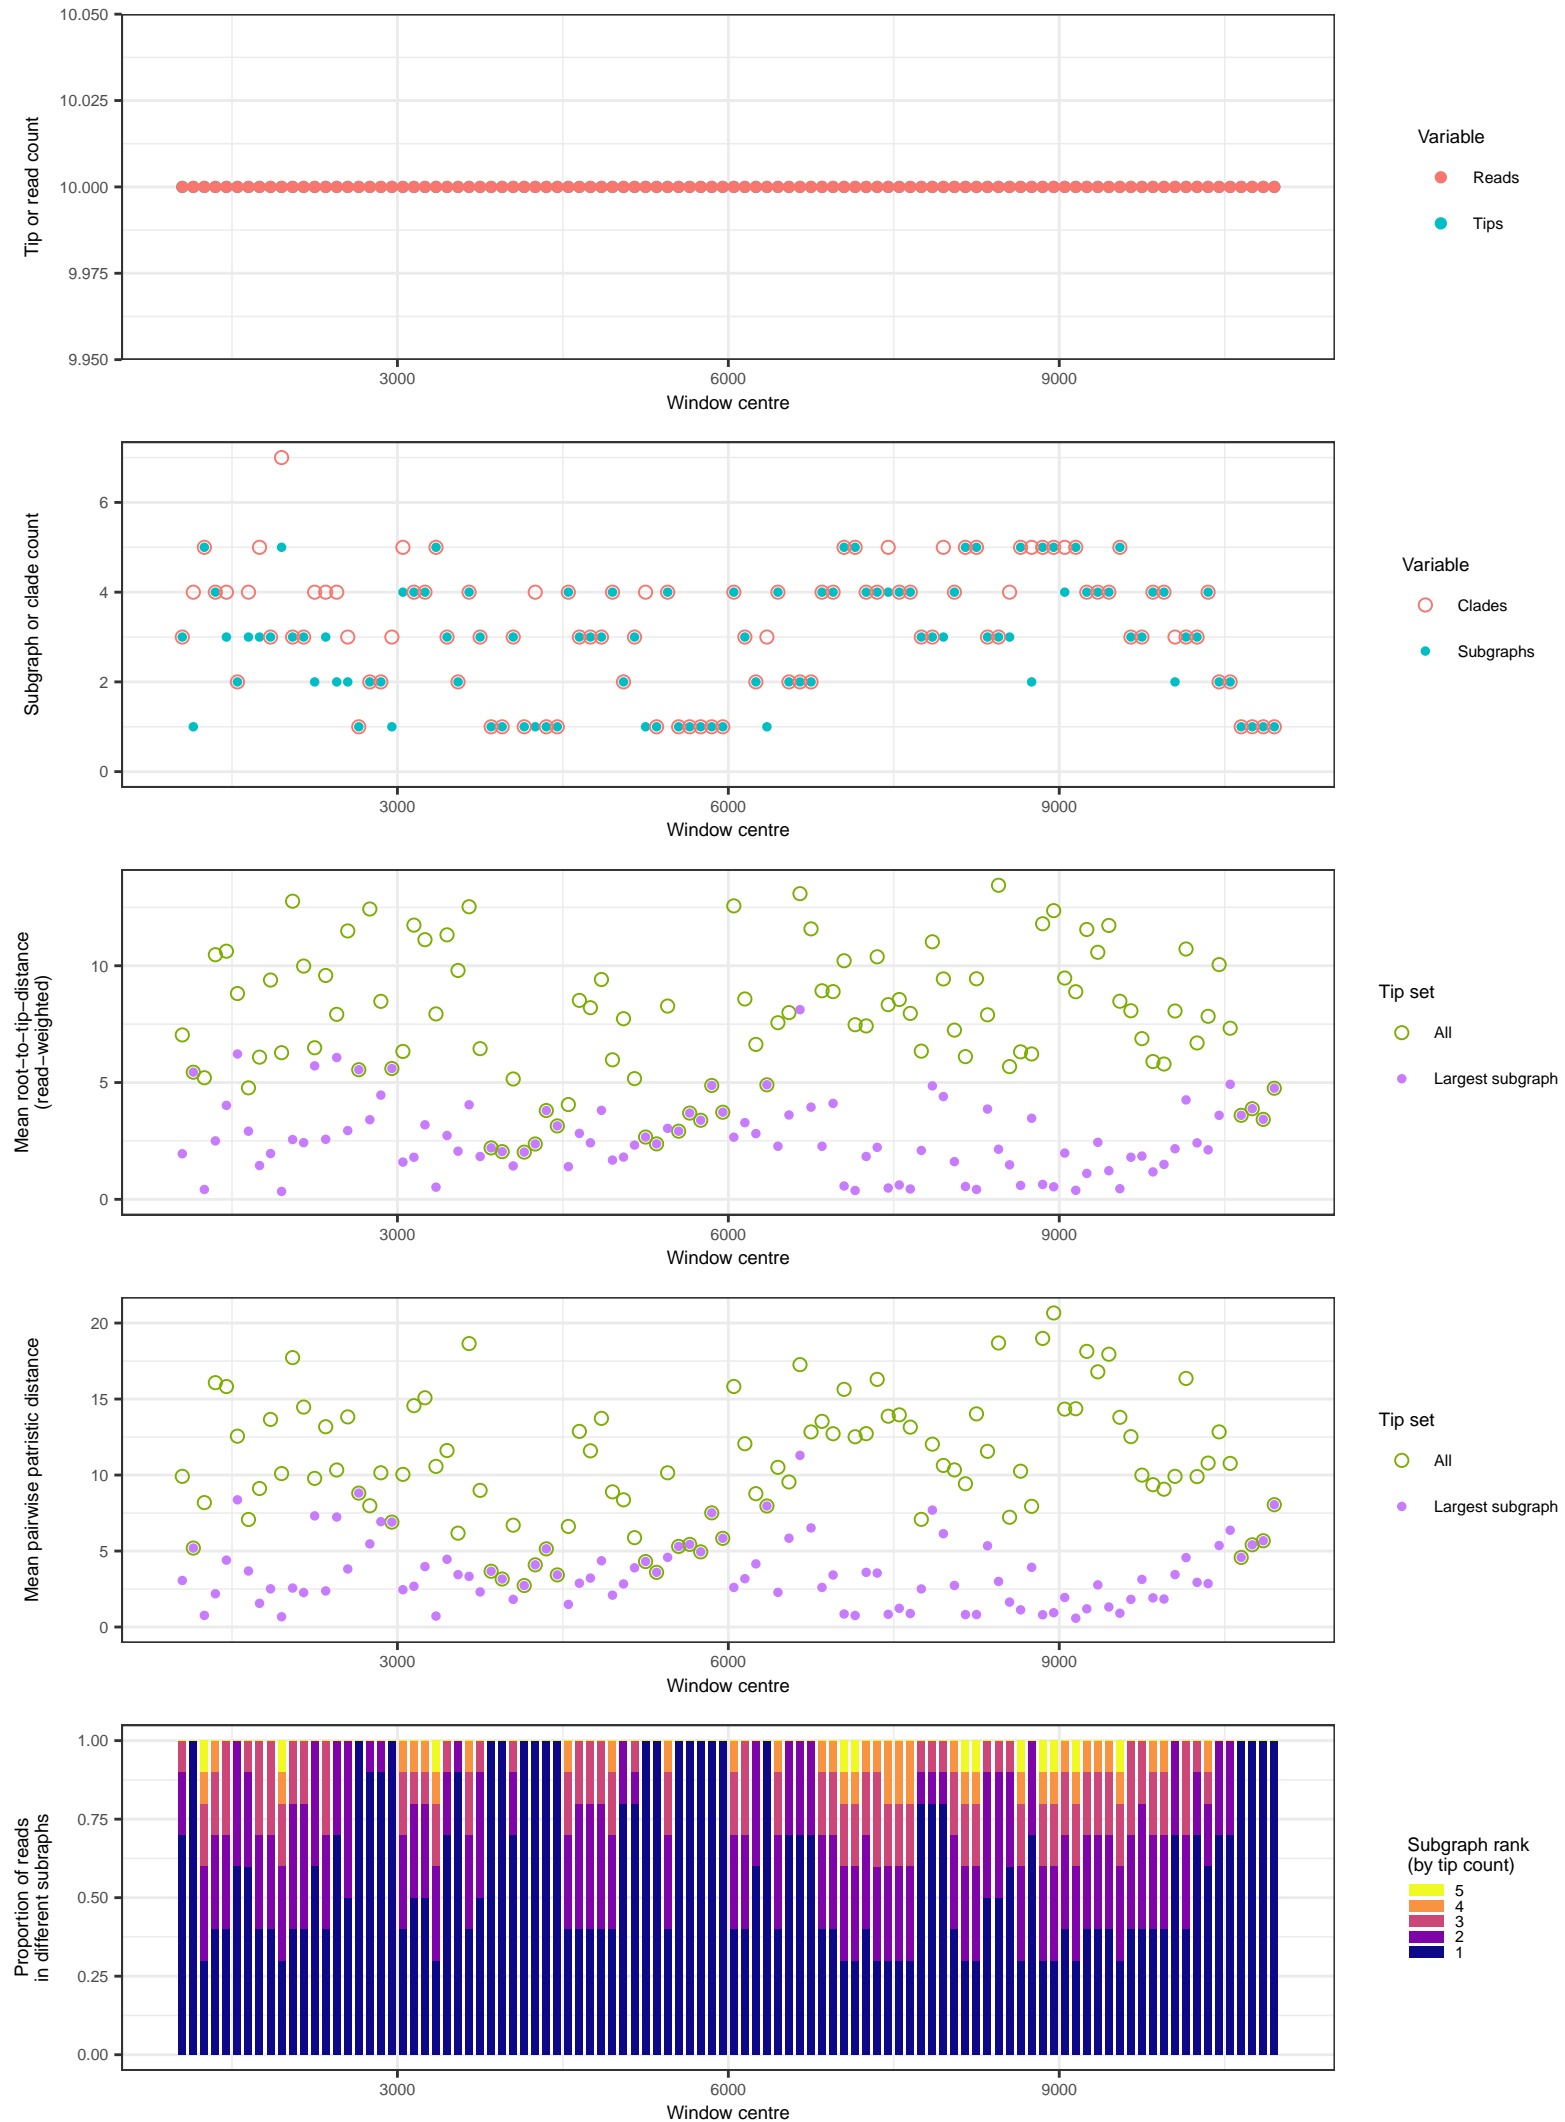 10.050
10.025
10.000
9.975
9.950
Tip or read count
3000 6000 9000
Window centre
Variable
Reads
Tips
6
4
2
0
Subgraph or clade count
3000 6000 9000
Window centre
Variable
Clades
Subgraphs
10
5
0
Mean root−to−tip−distance
(read−weighted)
3000 6000 9000
Window centre
Tip set
All
Largest subgraph
20
15
10
5
0
Mean pairwise patristic distance
3000 6000 9000
Window centre
Tip set
All
Largest subgraph
1.00
0.75
0.50
0.25
0.00
Proportion of reads
in different subraphs
3000 6000 9000
Window centre
Subgraph rank
(by tip count)
5
4
3
2
1